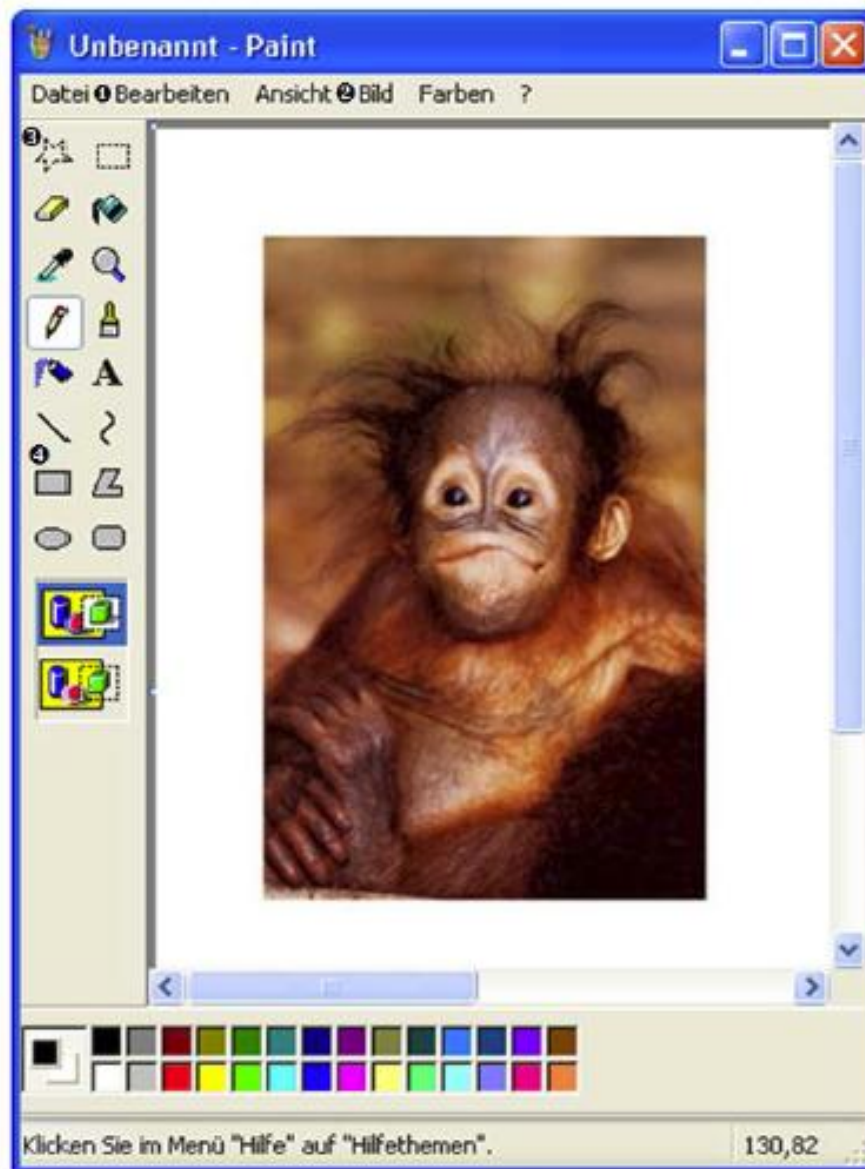 Unbenannt - Paint
Datei ❶ Bearbeiten Ansicht ❷ Bild Farben ?
❸
A
❹
Klicken Sie im Menü "Hilfe" auf "Hilfethemen". 130,82